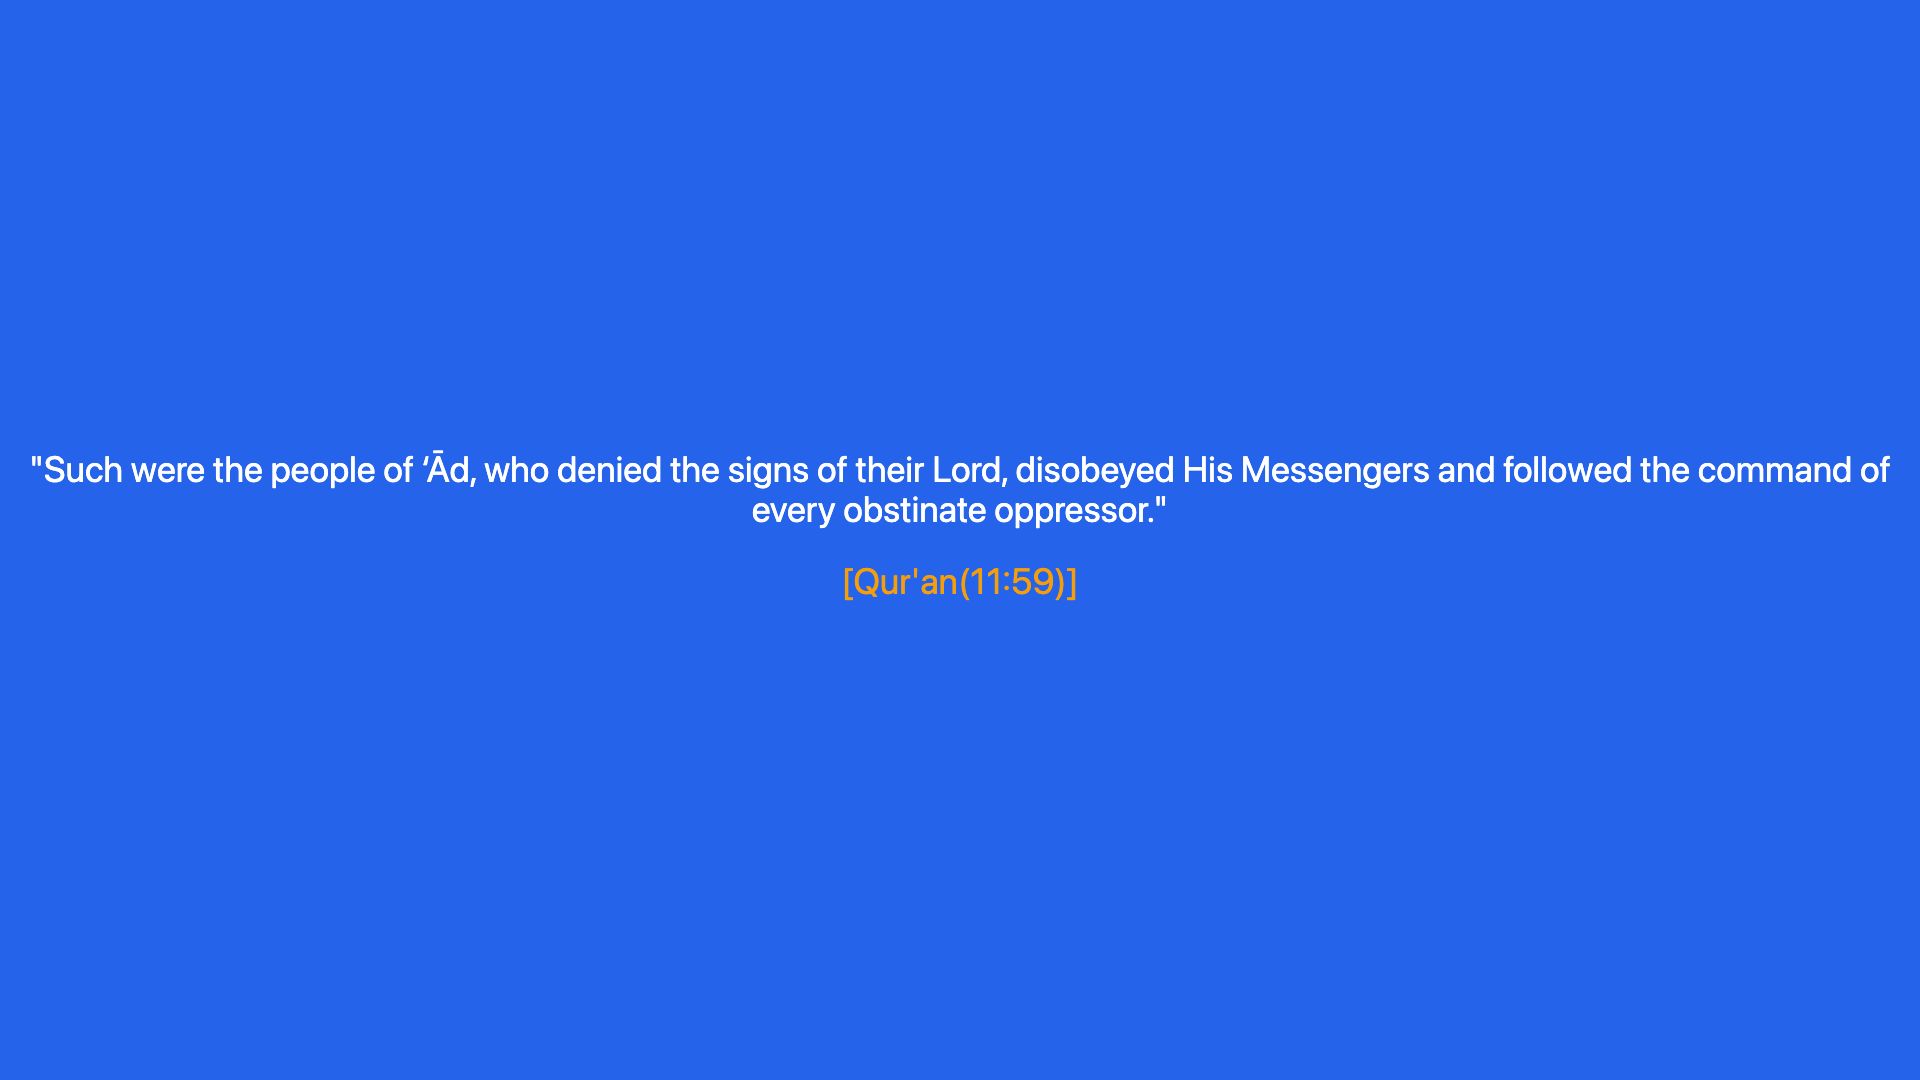 "Such were the people of ‘Ād, who denied the signs of their Lord, disobeyed His Messengers and followed the command of
every obstinate oppressor."
[Qur'an(11:59)]